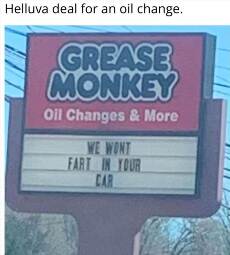 Helluva deal for an oil change.
GREASE
MONKEY
Oil Changes & More
WE WONT
FART IN YOUR
CAR